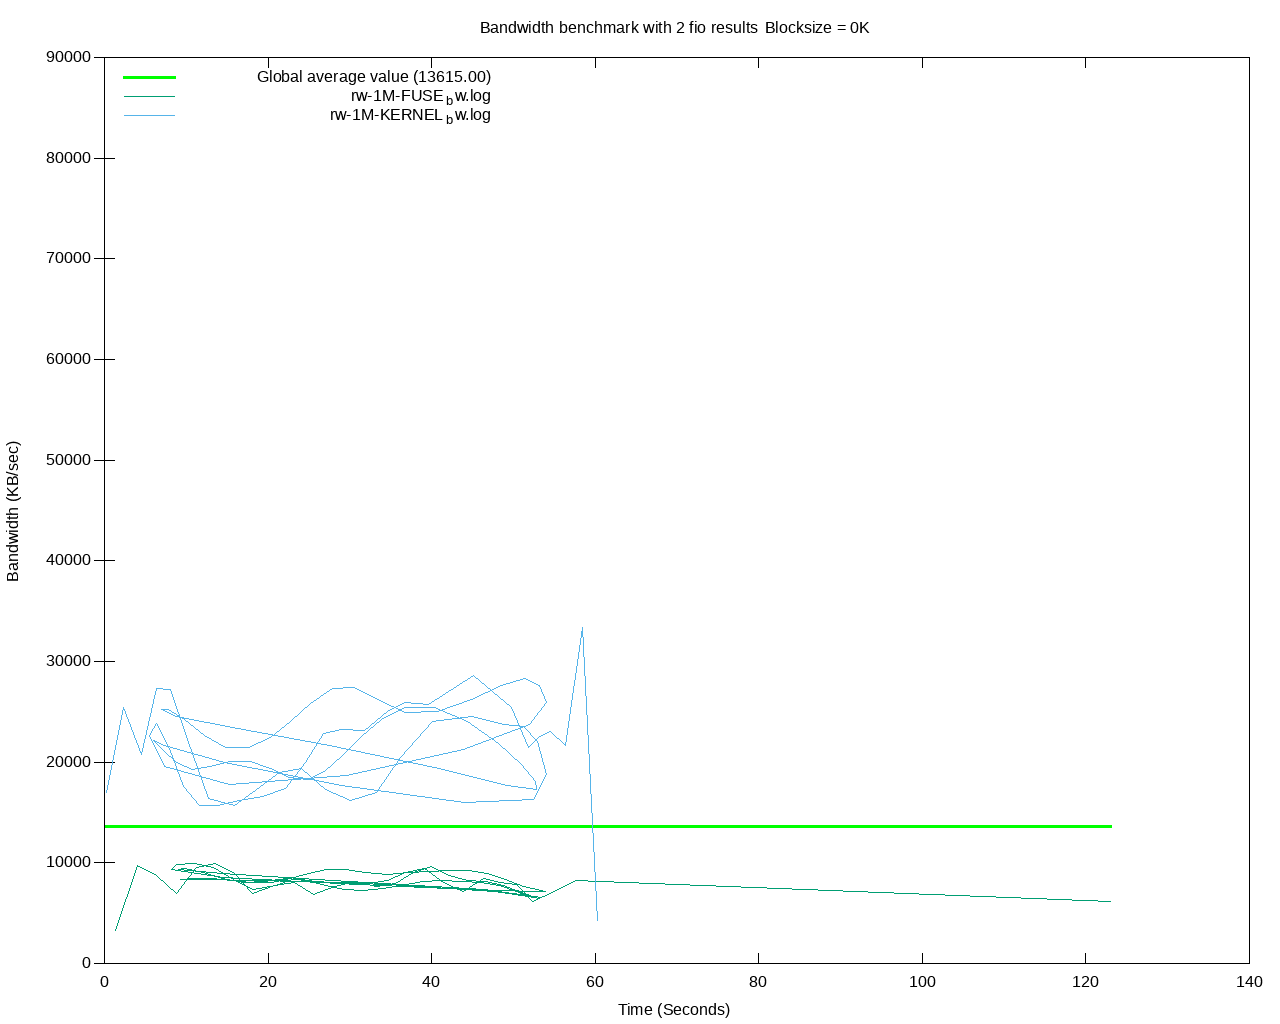 Bandwidth benchmark with 2 fio results Blocksize = 0K
90000
Global average value (13615.00)
rw-1M-FUSE b w.log
rw-1M-KERNEL b w.log
80000
70000
60000
50000
Bandwidth (KB/sec)
40000
30000
20000
10000
0
0 20 40 60 80 100 120 140
Time (Seconds)